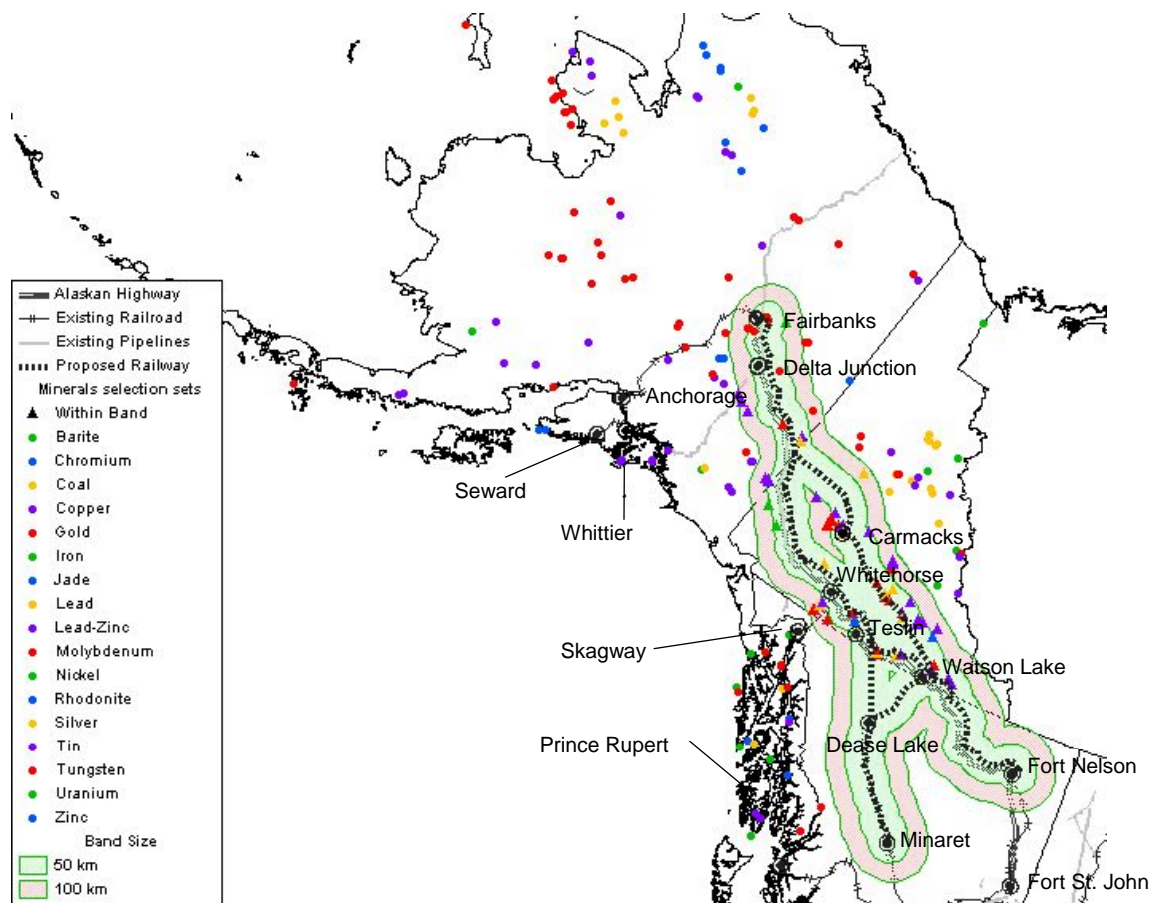 Alaskan Highway
Existing Railroad
Existing Pipelines
Proposed Railway
Minerals selection sets
Within Band
Barite
Chromium
Coal
Copper
Gold
Iron
Jade
Lead
Lead-Zinc
Molybdenum
Nickel
Rhodonite
Silver
Tin
Tungsten
Uranium
Zinc
Band Size
50 km
100 km
Fairbanks
Delta Junction
Anchorage
Seward
Whittier
Carmacks
Whitehorse
Skagway
Teslin
Watson Lake
Prince Rupert
Dease Lake
Fort Nelson
Minaret
Fort St. John